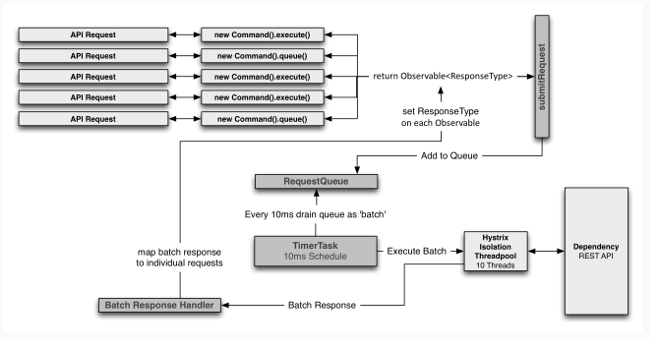 API Request
new Command().execute()
API Request
new Command().queue()
API Request
new Command().execute()
API Request
new Command().execute()
API Request
new Command().queue()
return Observable<ResponseType>
submitRequest
set ResponseType
on each Observable
Add to Queue
RequestQueue
Every 10ms drain queue as 'batch'
TimerTask
10ms Schedule
Execute Batch
Hystrix
Isolation
Threadpool
10 Threads
Dependency
REST API
map batch response
to individual requests
Batch Response Handler
Batch Response